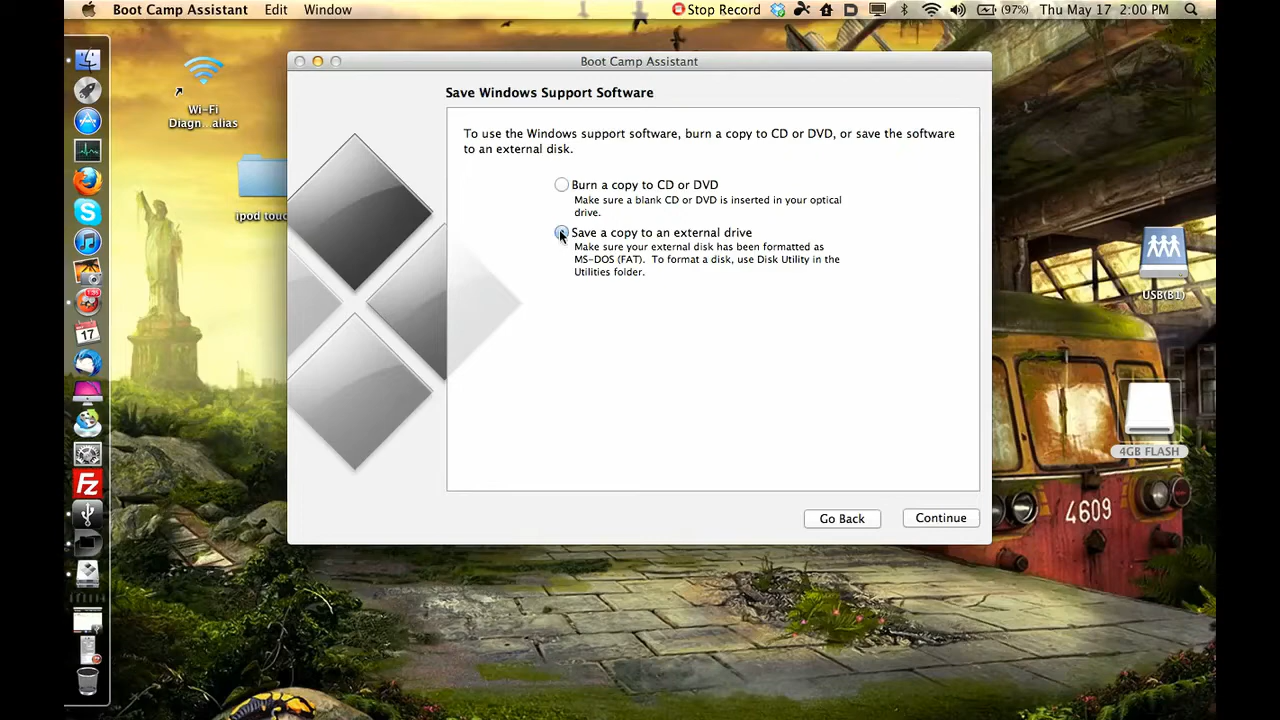 Boot Camp Assistant Edit Window Stop Record (97%) Thu May 17 2:00 PM
Boot Camp Assistant
Save Windows Support Software
To use the Windows support software, burn a copy to CD or DVD, or save the software
to an external disk.
Burn a copy to CD or DVD
Make sure a blank CD or DVD is inserted in your optical
drive.
Save a copy to an external drive
Make sure your external disk has been formatted as
MS-DOS (FAT). To format a disk, use Disk Utility in the
Utilities folder.
Go Back Continue
Wi-Fi
Diagn...alias
ipod touc
USB(B1)
4GB FLASH
4609
17
Fz